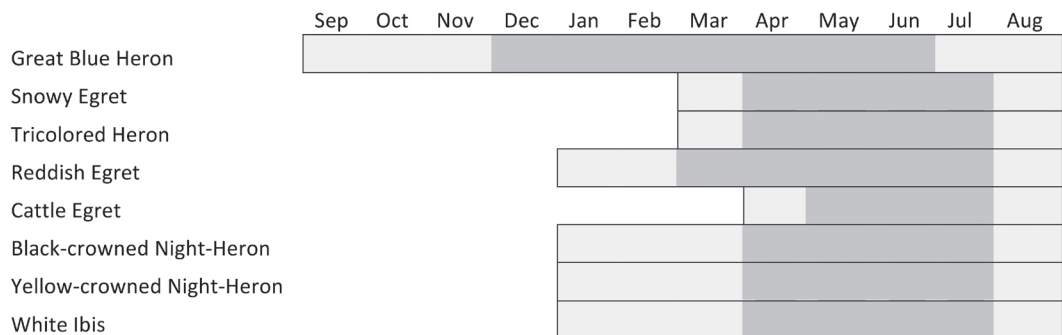 Sep Oct Nov Dec Jan Feb Mar Apr May Jun Jul Aug
Great Blue Heron
Snowy Egret
Tricolored Heron
Reddish Egret
Cattle Egret
Black-crowned Night-Heron
Yellow-crowned Night-Heron
White Ibis